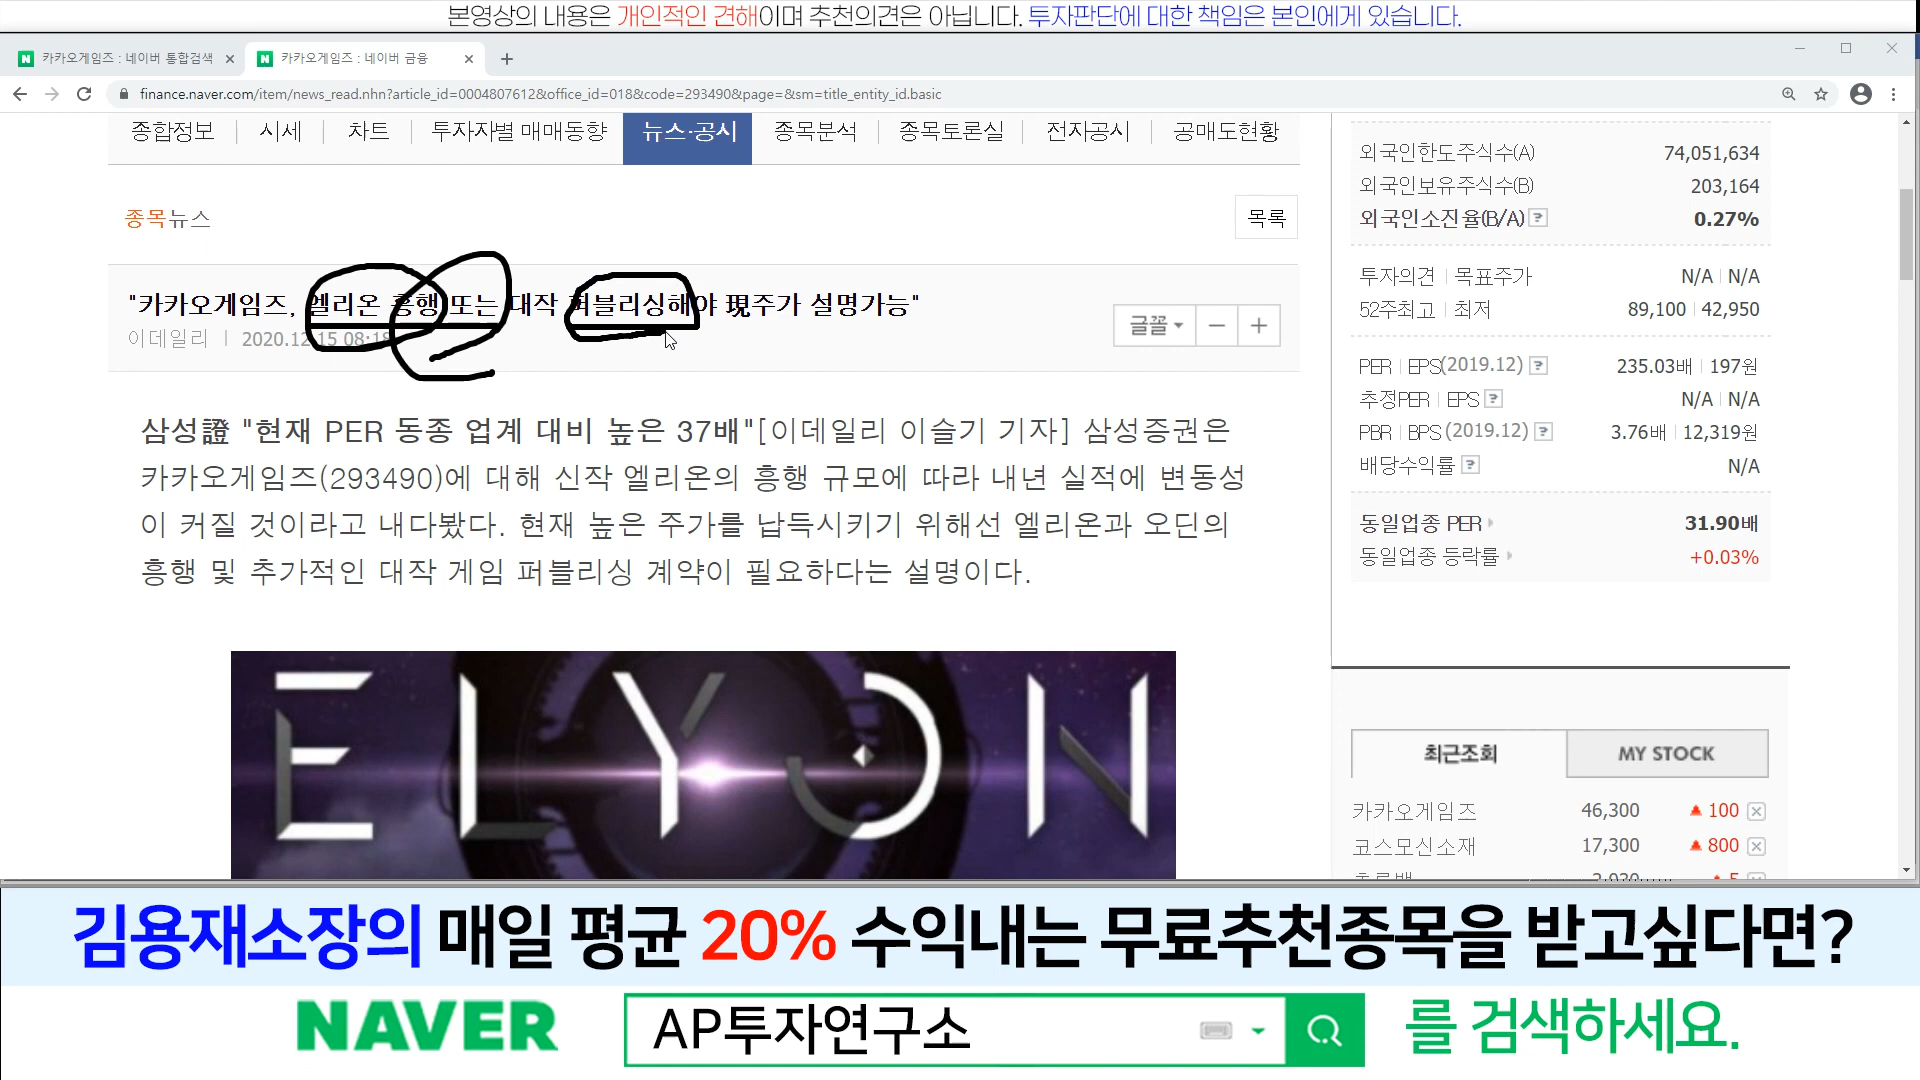 본영상의 내용은 개인적인 견해이며 추천의견은 아닙니다. 투자판단에 대한 책임은 본인에게 있습니다.
카카오게임즈 : 네이버 통합검색
카카오게임즈 : 네이버 금융
finance.naver.com/item/news_read.nhn?article_id=0004807612&office_id=018&code=293490&page=&sm=title_entity_id.basic
종합정보 시세 차트 투자자별 매매동향 뉴스·공시 종목분석 종목토론실 전자공시 공매도현황
종목뉴스
목록
"카카오게임즈, 엘리온 흥행 또는 대작 퍼블리싱해야 現주가 설명가능"
이데일리 | 2020.12.15 08:18
글꼴
삼성證 "현재 PER 동종 업계 대비 높은 37배"[이데일리 이슬기 기자] 삼성증권은
카카오게임즈(293490)에 대해 신작 엘리온의 흥행 규모에 따라 내년 실적에 변동성
이 커질 것이라고 내다봤다. 현재 높은 주가를 납득시키기 위해선 엘리온과 오딘의
흥행 및 추가적인 대작 게임 퍼블리싱 계약이 필요하다는 설명이다.
ELYON
외국인한도주식수(A) 74,051,634
외국인보유주식수(B) 203,164
외국인소진율(B/A) ? 0.27%
투자의견 | 목표주가 N/A | N/A
52주최고 | 최저 89,100 | 42,950
PER | EPS(2019.12) ? 235.03배 | 197원
추정PER | EPS ? N/A | N/A
PBR | BPS (2019.12) ? 3.76배 | 12,319원
배당수익률 ? N/A
동일업종 PER 31.90배
동일업종 등락률 +0.03%
최근조회 MY STOCK
카카오게임즈 46,300 ▲ 100
코스모신소재 17,300 ▲ 800
김용재소장의 매일 평균 20% 수익내는 무료추천종목을 받고싶다면?
NAVER AP투자연구소 를 검색하세요.